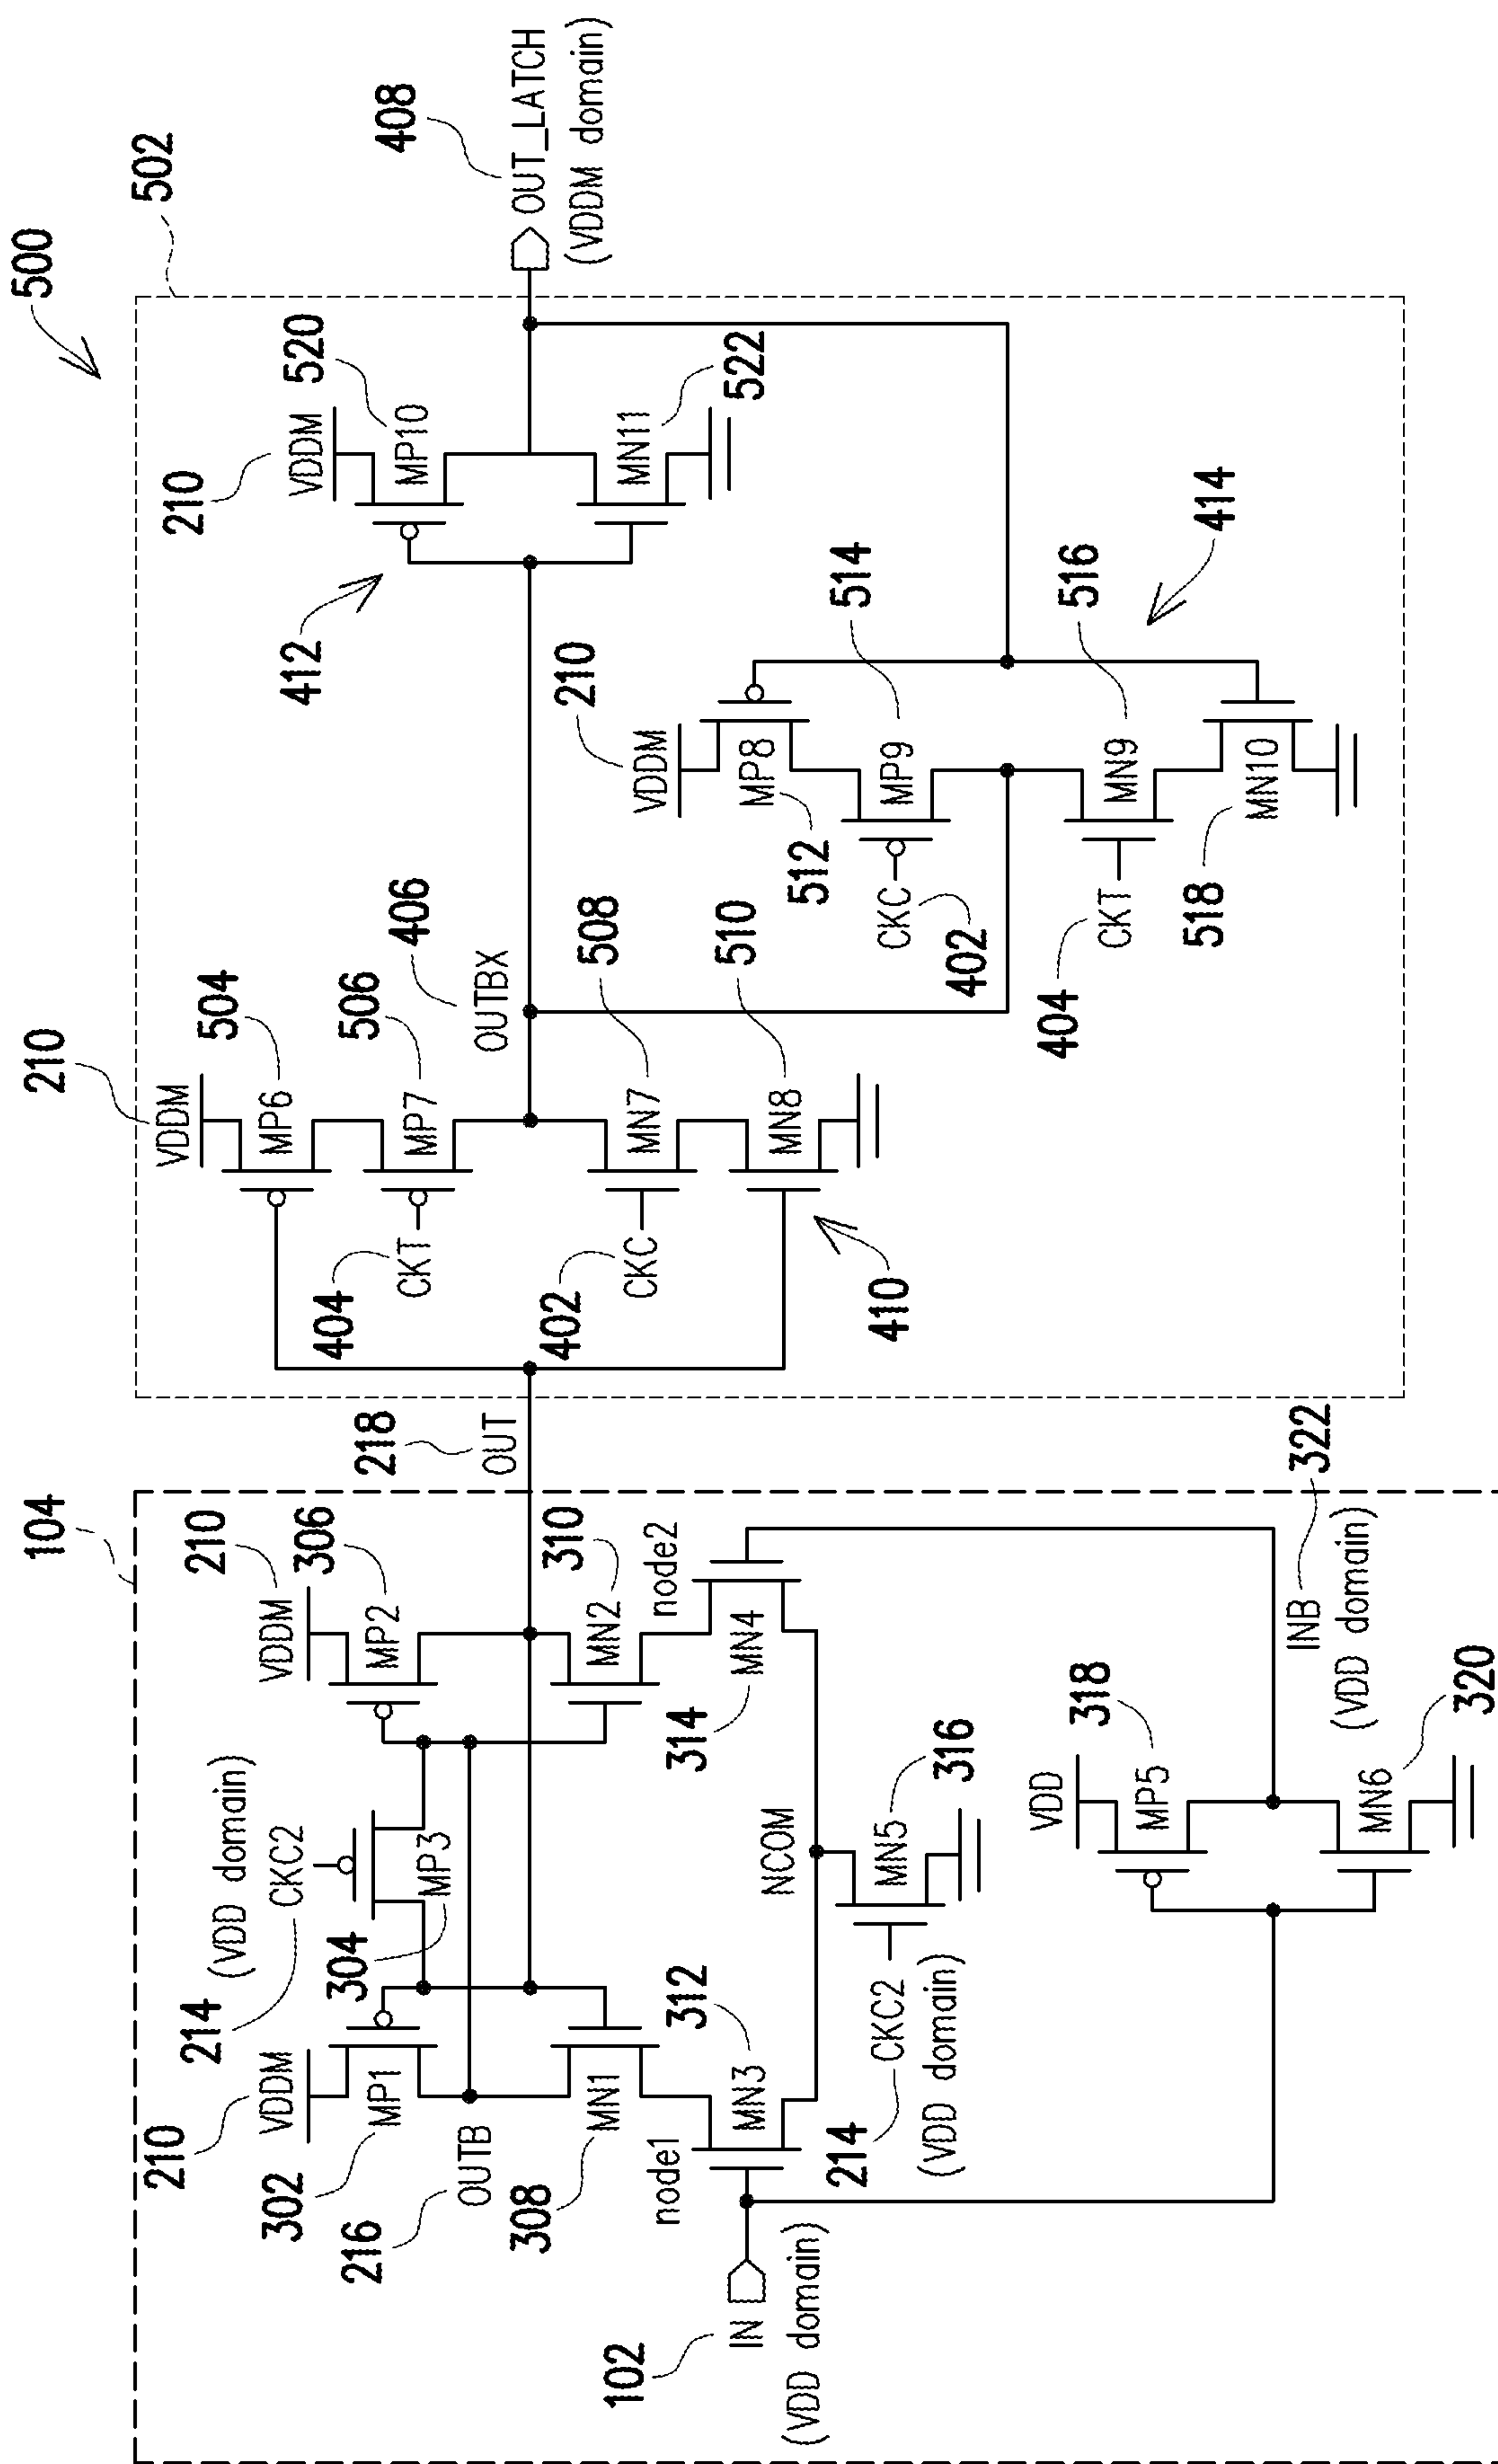 500
502
104
210
VDDM
302
MP1
216
OUTB
308
MN1
node1
312
MN3
102
IN
(VDD domain)
214
CKC2
(VDD domain)
304
MP3
210
VDDM
306
MP2
310
MN2
node2
314
MN4
NCOM
316
MN5
214
CKC2
(VDD domain)
VDD
318
MP5
MN6
320
INB
322
(VDD domain)
218
OUT
210
VDDM
504
MP6
506
MP7
404
CKT
402
CKC
508
MN7
510
MN8
410
406
OUTBX
210
VDDM
512
MP8
514
MP9
CKC
402
516
MN9
CKT
404
518
MN10
414
412
210
VDDM
520
MP10
MN11
522
408
OUT_LATCH
(VDDM domain)